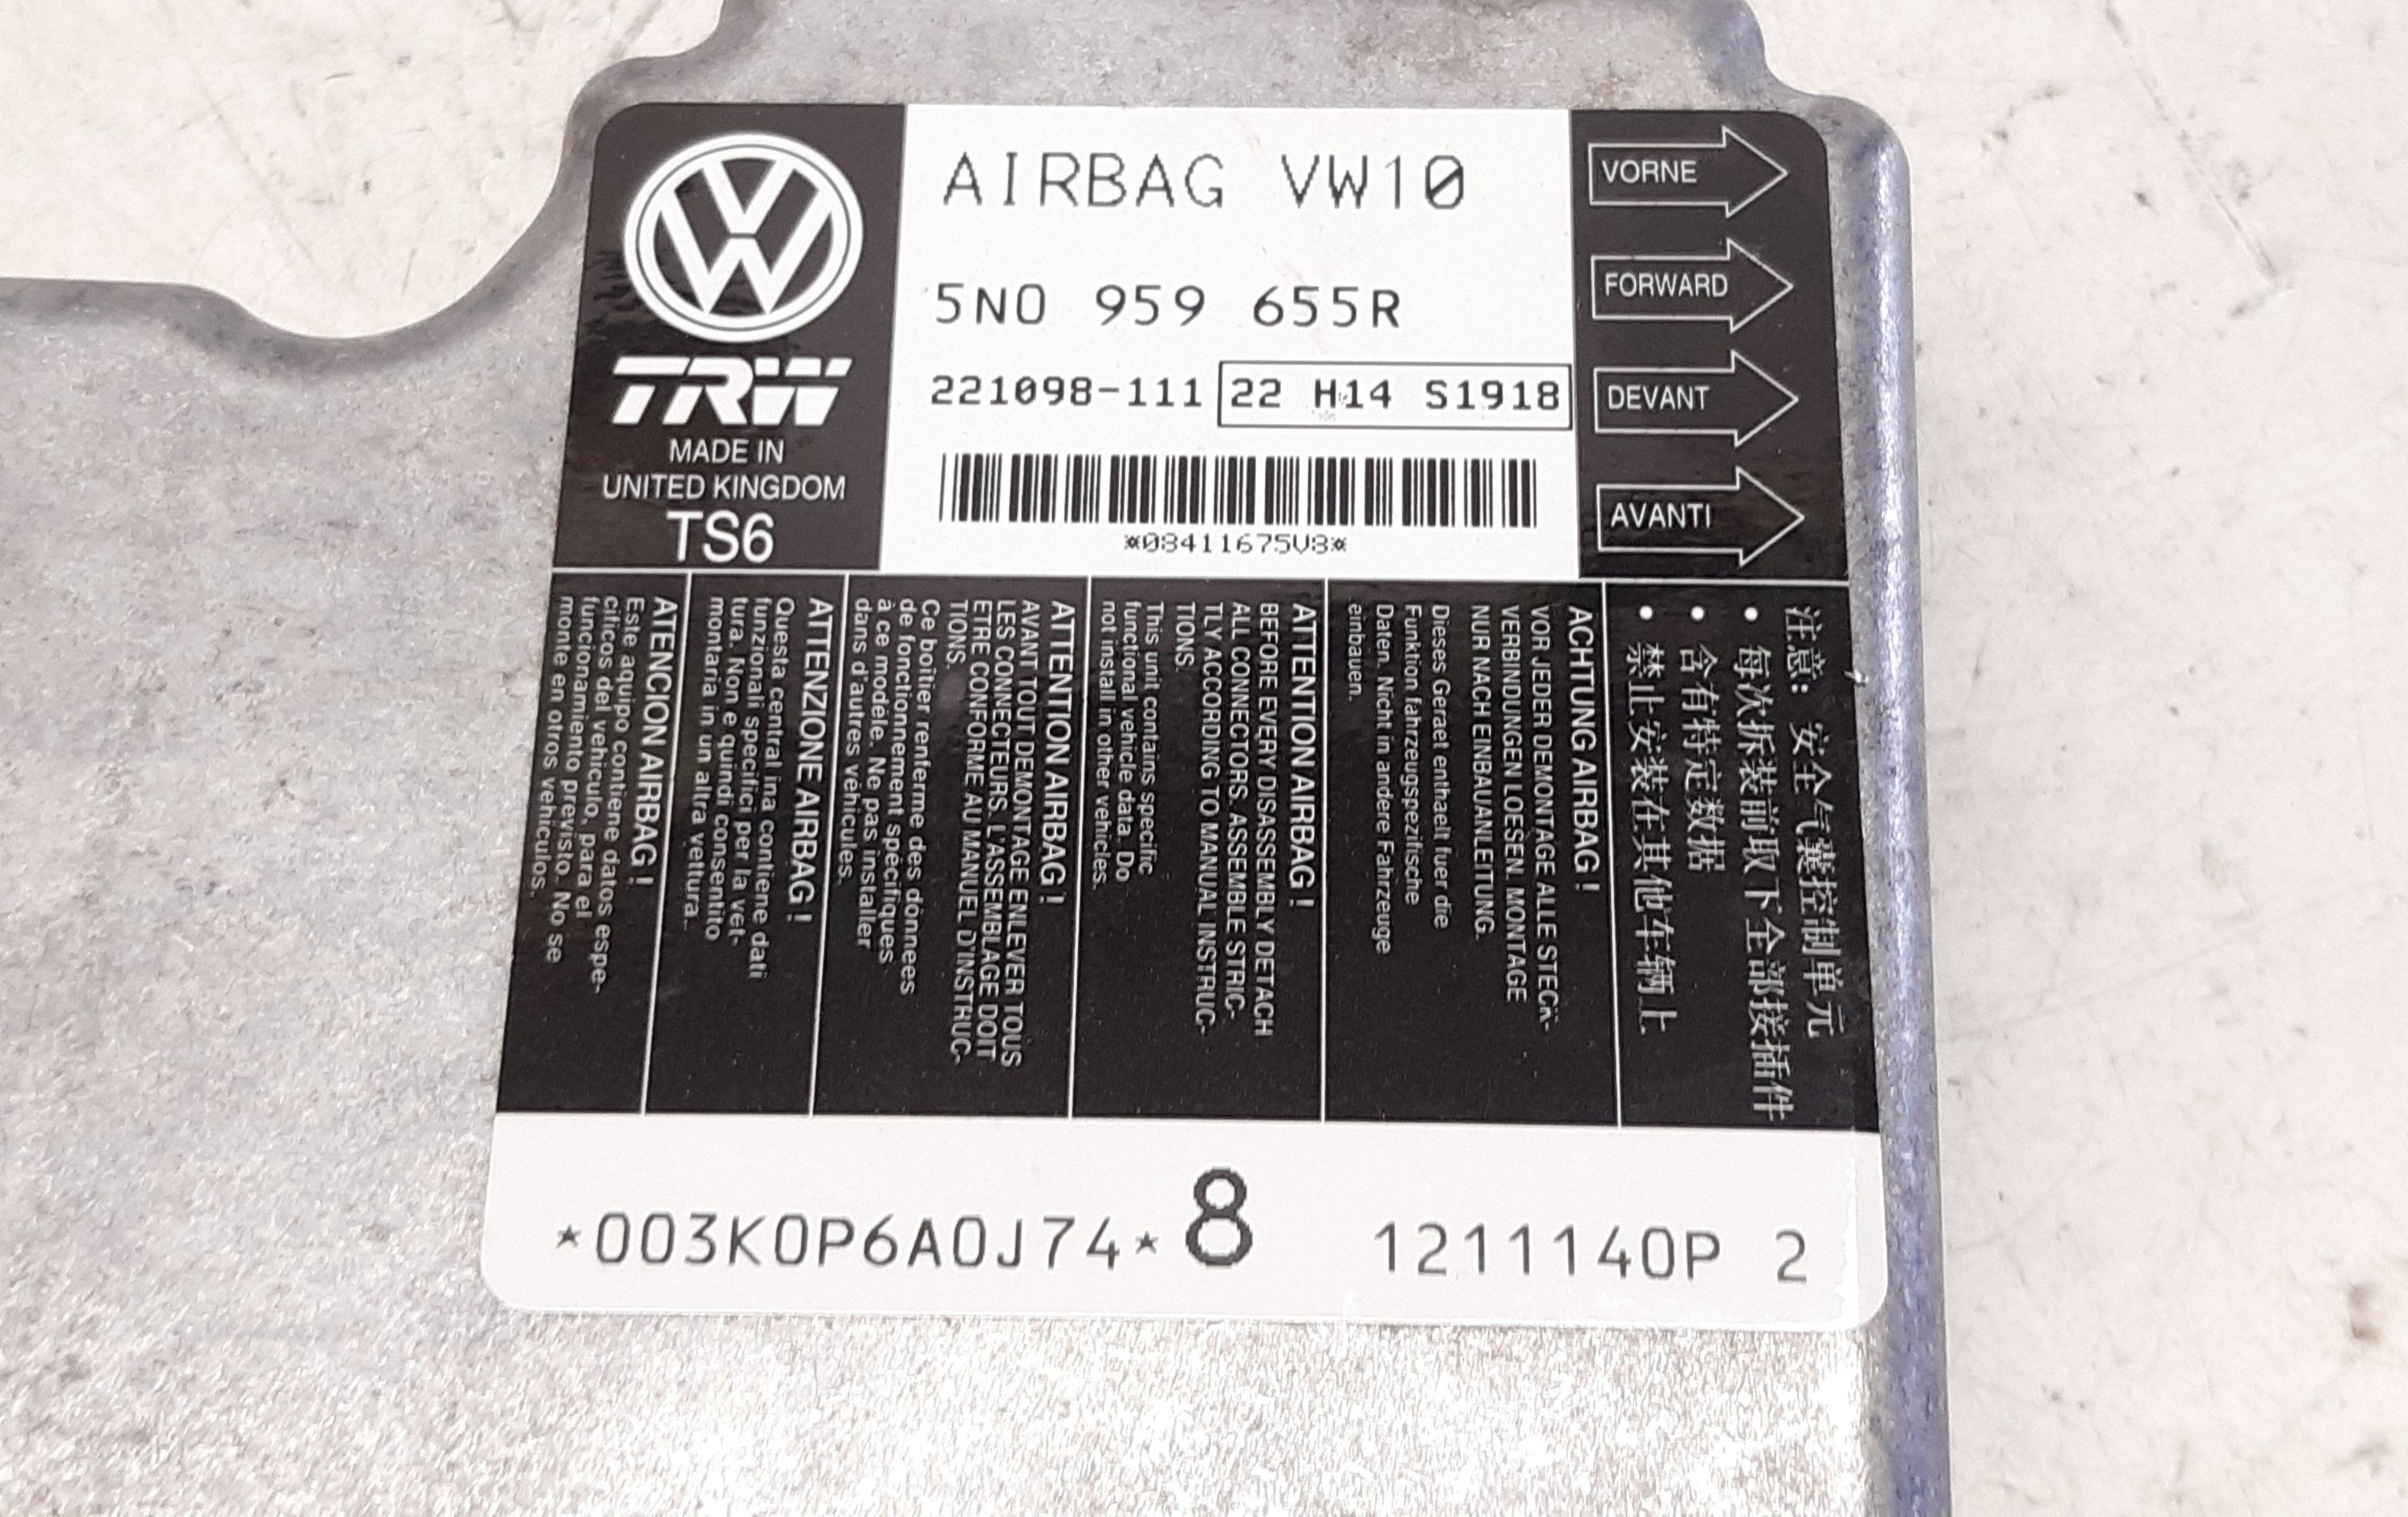 AIRBAG VW10
5N0 959 655R
221098-111 22 H14 S1918
*08411675V8*
TRW
MADE IN
UNITED KINGDOM
TS6
VORNE
FORWARD
DEVANT
AVANTI
注意: 安全气囊控制单元
• 每次拆装前取下全部接插件
• 含有特定数据
• 禁止安装在其他车辆上
ACHTUNG AIRBAG!
VOR JEDER DEMONTAGE ALLE STECK-
VERBINDUNGEN LOESEN. MONTAGE
NUR NACH EINBAUANLEITUNG.
Dieses Geraet enthaelt fuer die
Funktion fahrzeugspezifische
Daten. Nicht in andere Fahrzeuge
einbauen.
ATTENTION AIRBAG!
BEFORE EVERY DISASSEMBLY DETACH
ALL CONNECTORS. ASSEMBLE STRIC-
TLY ACCORDING TO MANUAL INSTRUC-
TIONS.
This unit contains specific
functional vehicle data. Do
not install in other vehicles.
ATTENTION AIRBAG!
AVANT TOUT DEMONTAGE ENLEVER TOUS
LES CONNECTEURS. L'ASSEMBLAGE DOIT
ETRE CONFORME AU MANUEL D'INSTRUC-
TIONS.
Ce boitier renferme des données
de fonctionnement spécifiques
à ce modèle. Ne pas installer
dans d'autres véhicules.
ATTENZIONE AIRBAG!
Questa central ina contiene dati
funzionali specifici per la vet-
tura. Non e quindi consentito
montaria in un altra vettura.
ATENCION AIRBAG!
Este aquipo contiene datos espe-
cificos del vehiculo, para el
funcionamiento previsto. No se
monte en otros vehiculos.
*003K0P6A0J74* 8 1211140P 2